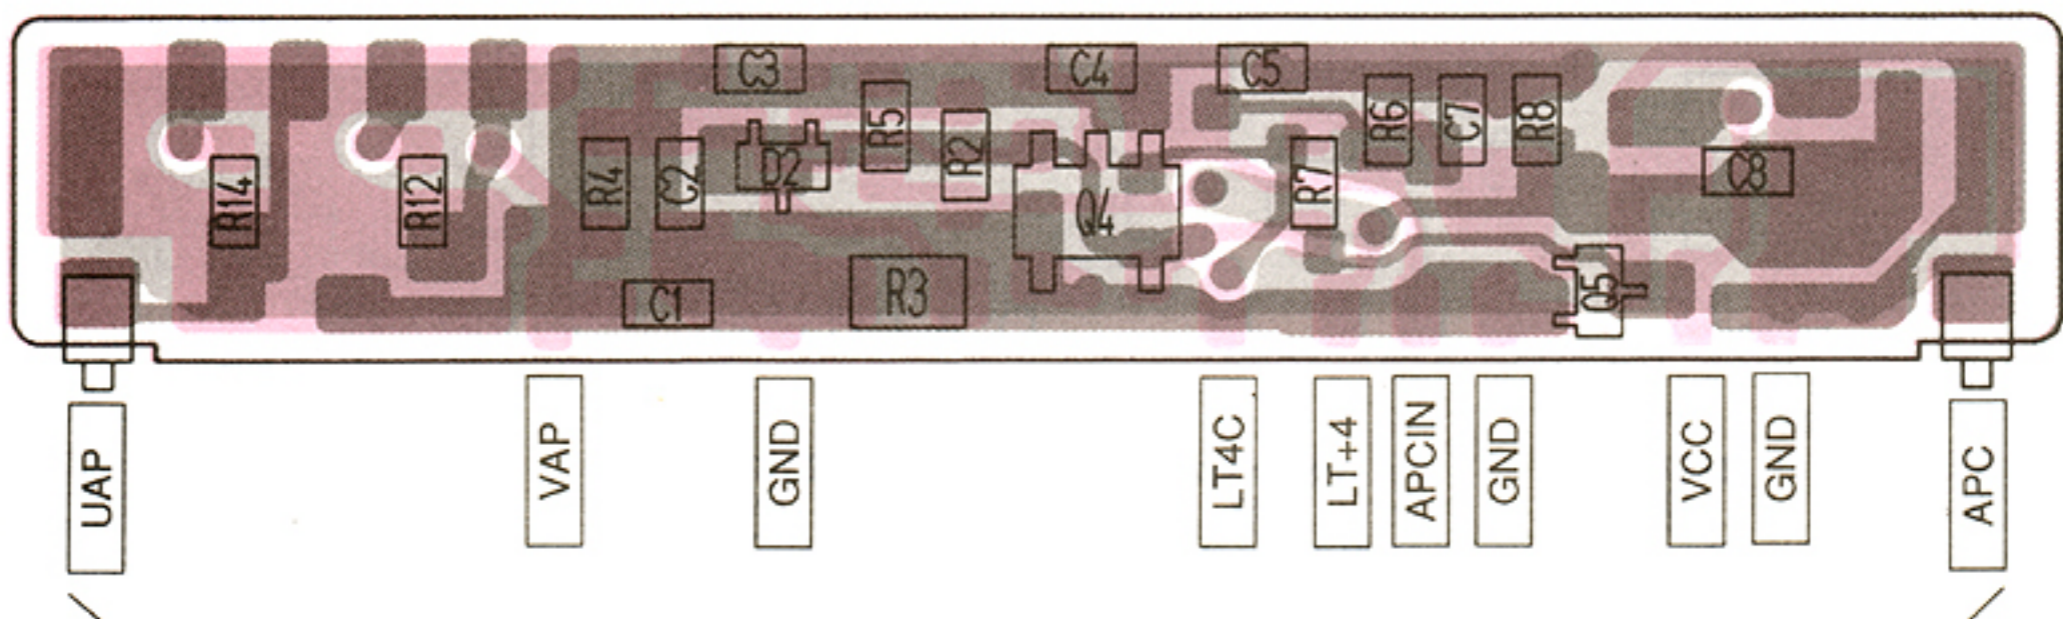 C3
C4
C5
R5
R6
C7
R8
R2
R14
R12
R4
C2
D2
Q4
R7
C8
C1
R3
Q5
UAP
VAP
GND
LT4C
LT+4
APCIN
GND
VCC
GND
APC